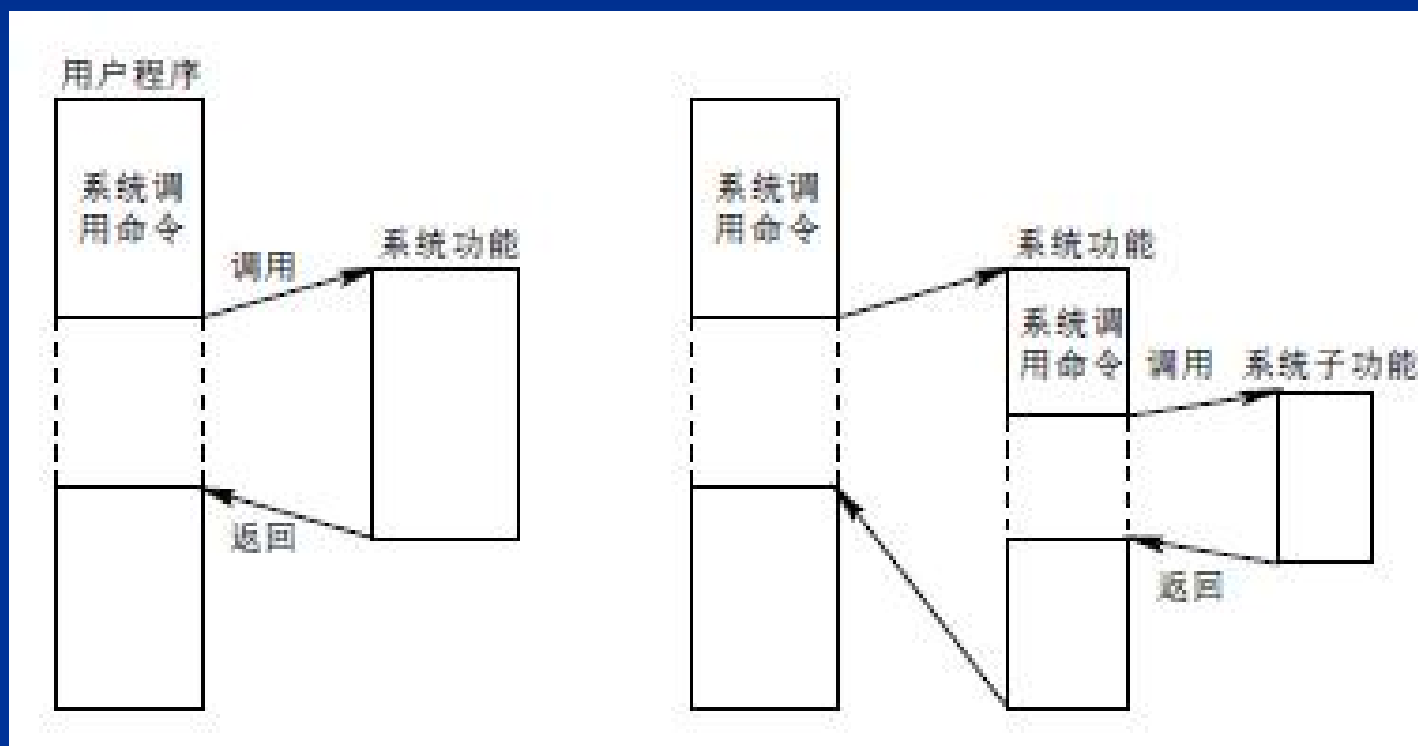 用户程序
系统调
用命令
调用
系统功能
返回
系统调
用命令
系统功能
系统调
用命令
调用
系统子功能
返回